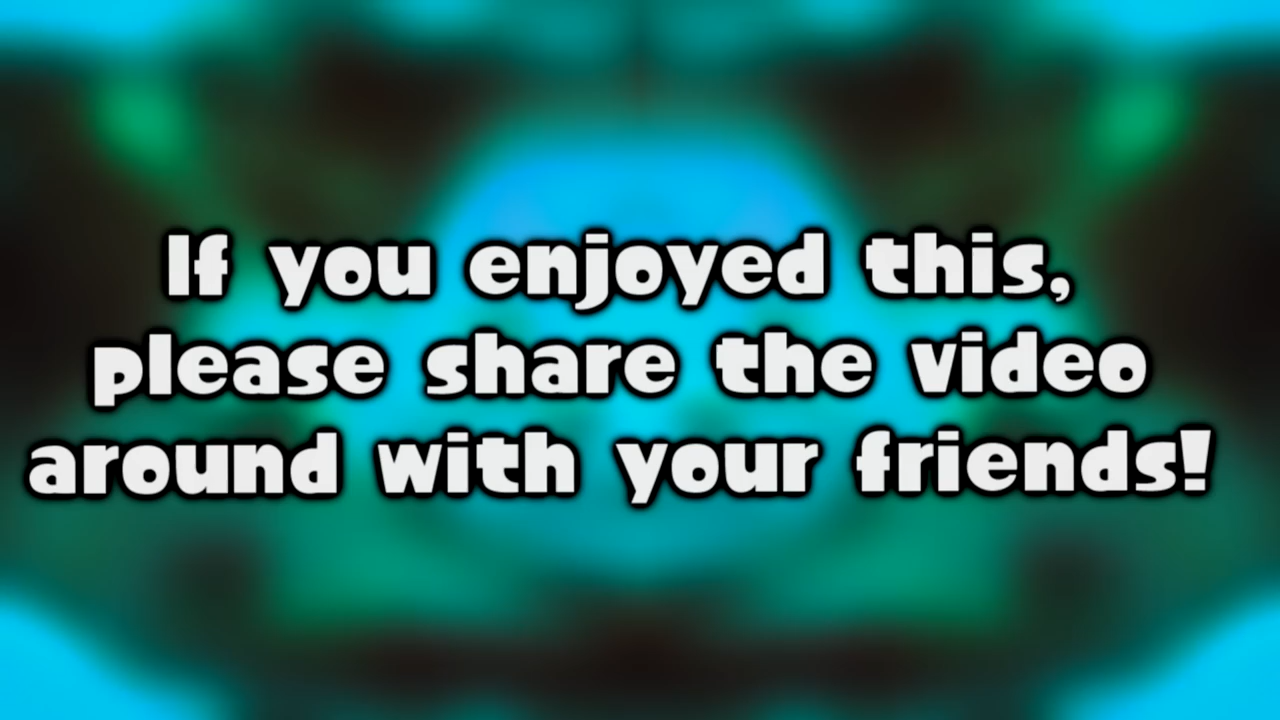 If you enjoyed this,
please share the video
around with your friends!